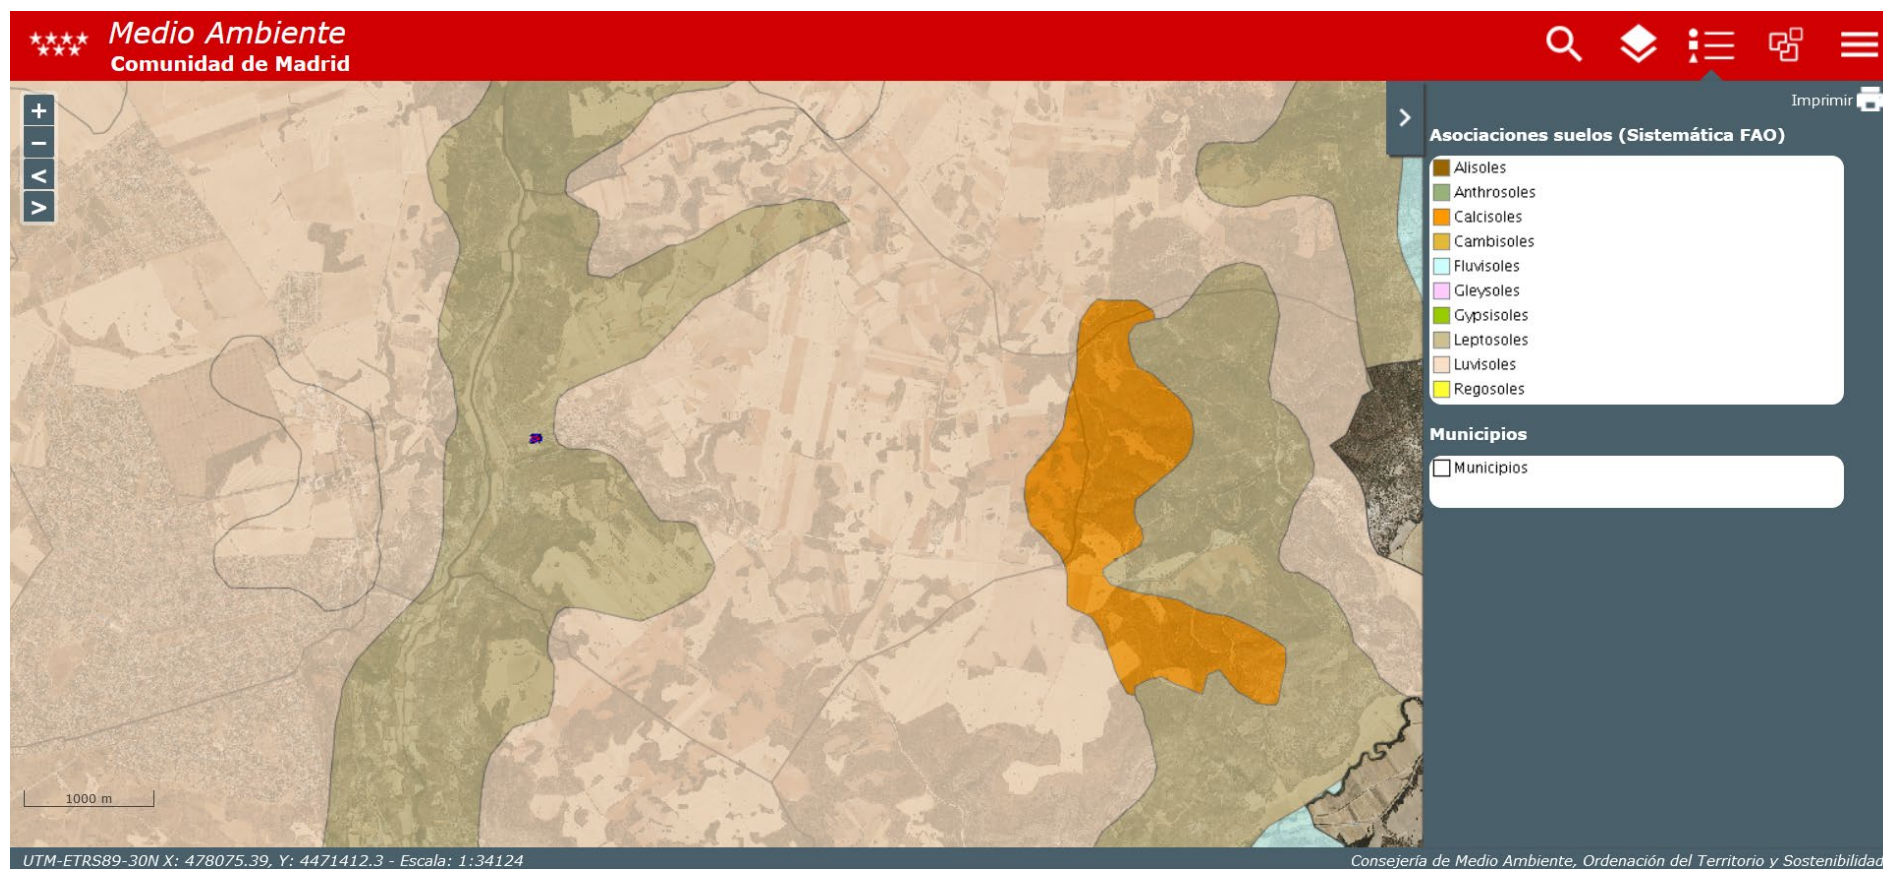 Medio Ambiente
Comunidad de Madrid
Imprimir
+
−
<
>
Asociaciones suelos (Sistemática FAO)
Alisoles
Anthrosoles
Calcisoles
Cambisoles
Fluvisoles
Gleysoles
Gypsisoles
Leptosoles
Luvisoles
Regosoles
Municipios
Municipios
1000 m
UTM-ETRS89-30N X: 478075.39, Y: 4471412.3 - Escala: 1:34124
Consejería de Medio Ambiente, Ordenación del Territorio y Sostenibilidad